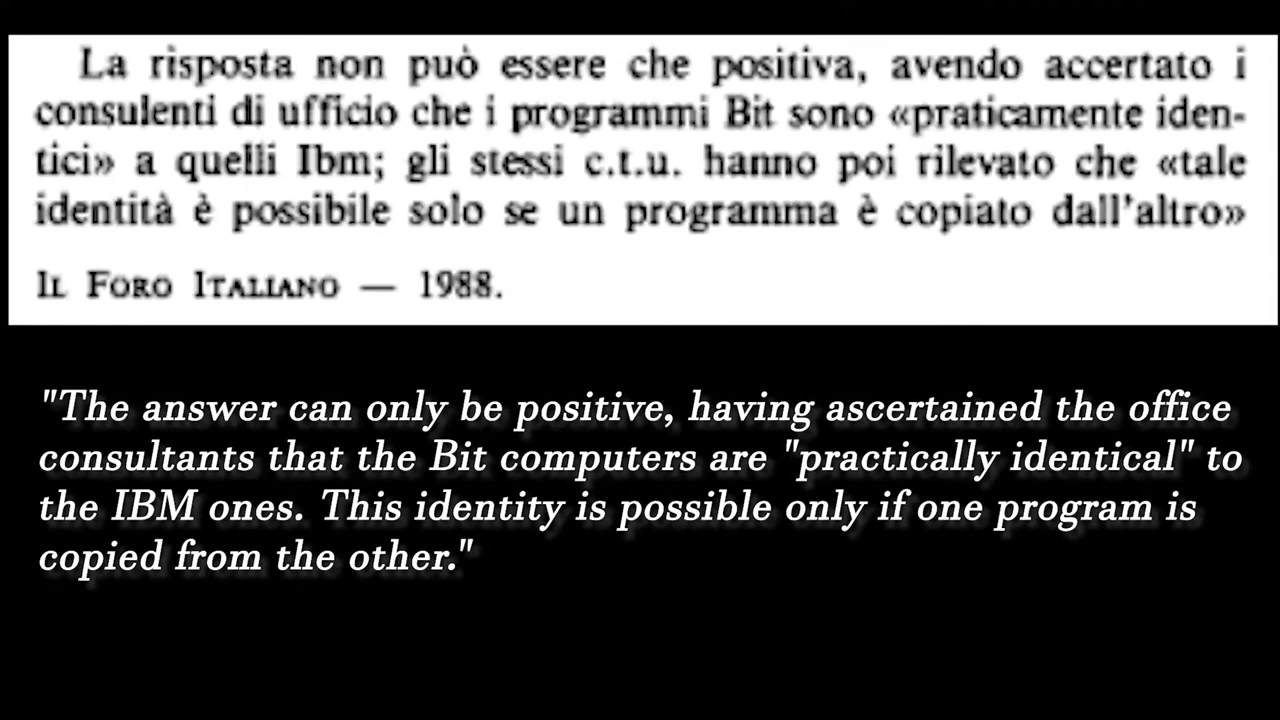 La risposta non può essere che positiva, avendo accertato i
consulenti di ufficio che i programmi Bit sono «praticamente iden-
tici» a quelli Ibm; gli stessi c.t.u. hanno poi rilevato che «tale
identità è possibile solo se un programma è copiato dall'altro»
IL FORO ITALIANO — 1988.
"The answer can only be positive, having ascertained the office
consultants that the Bit computers are "practically identical" to
the IBM ones. This identity is possible only if one program is
copied from the other."